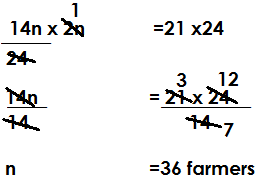 1
14n x 2n =21 x24
24
3 12
14n = 21 x 24
14 14 7
n =36 farmers